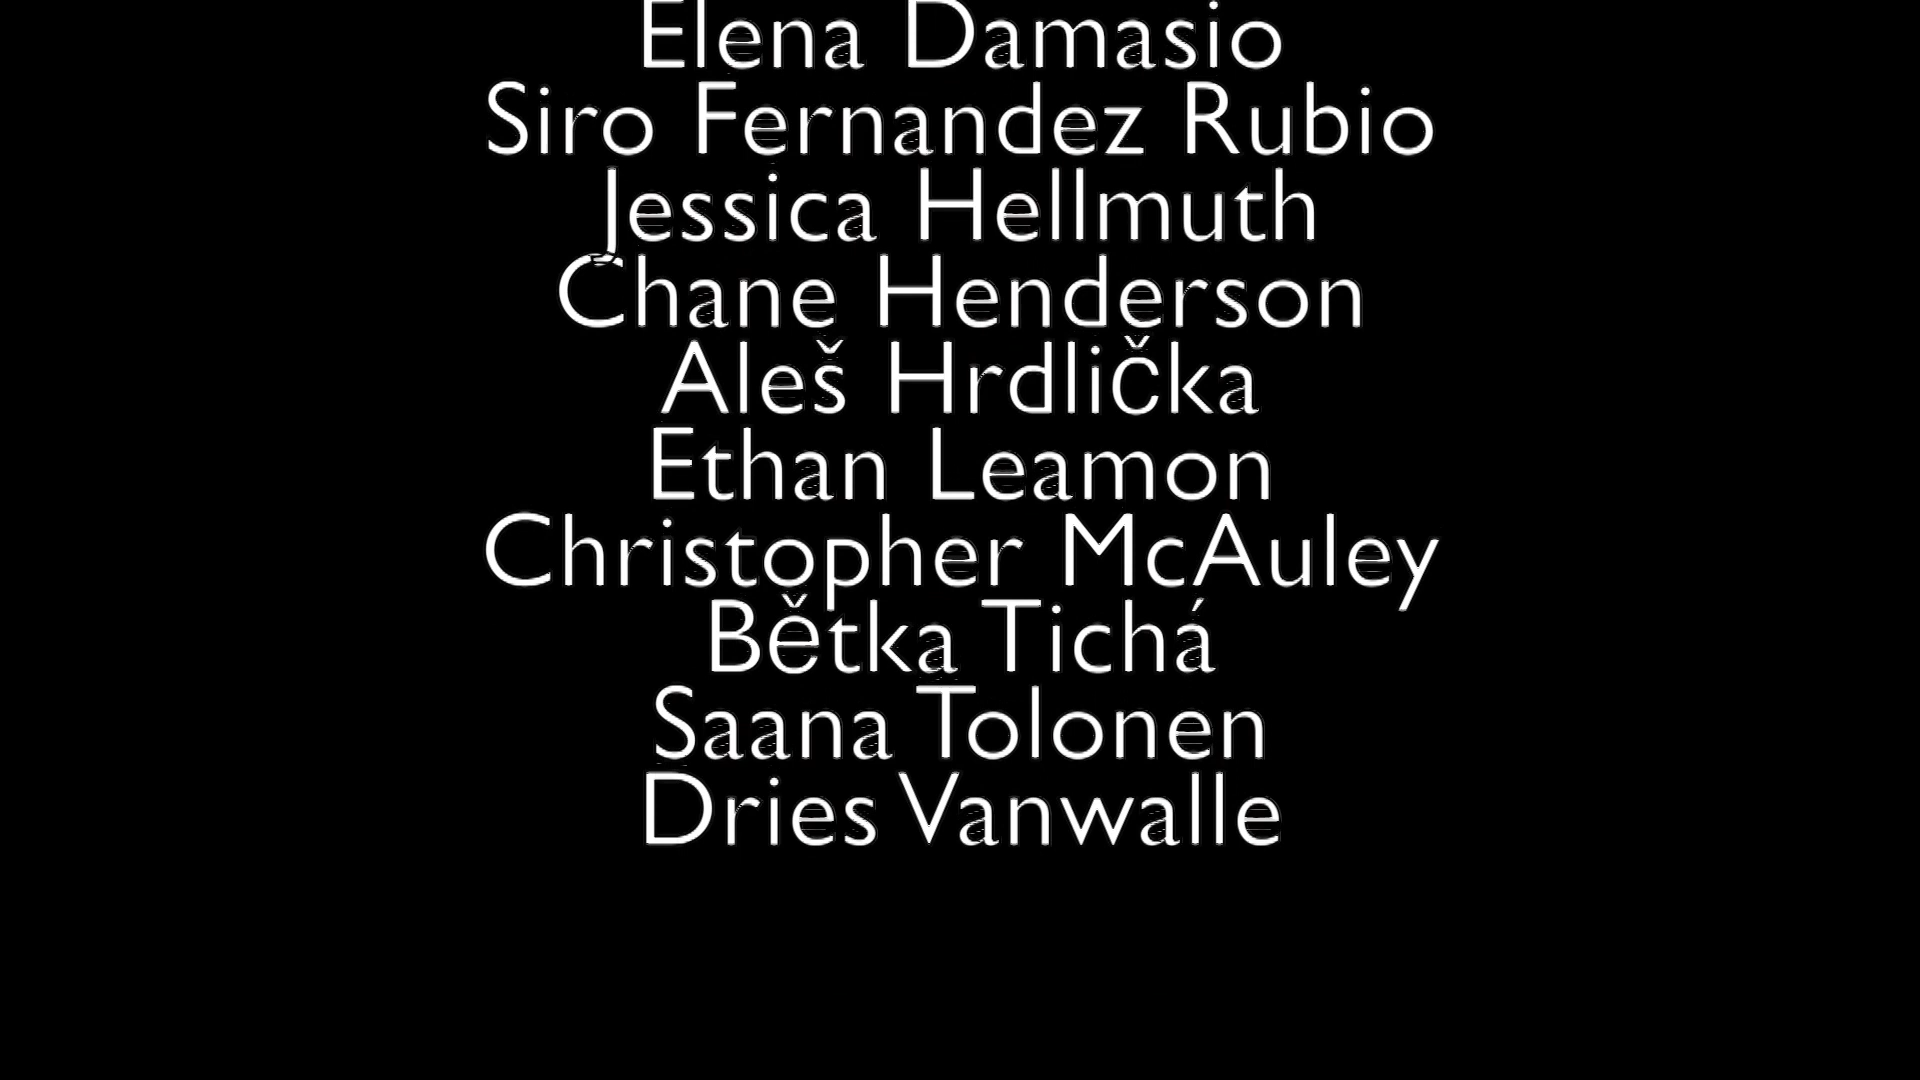 Elena Damasio
Siro Fernandez Rubio
Jessica Hellmuth
Chane Henderson
Aleš Hrdlička
Ethan Leamon
Christopher McAuley
Bětka Tichá
Saana Tolonen
Dries Vanwalle